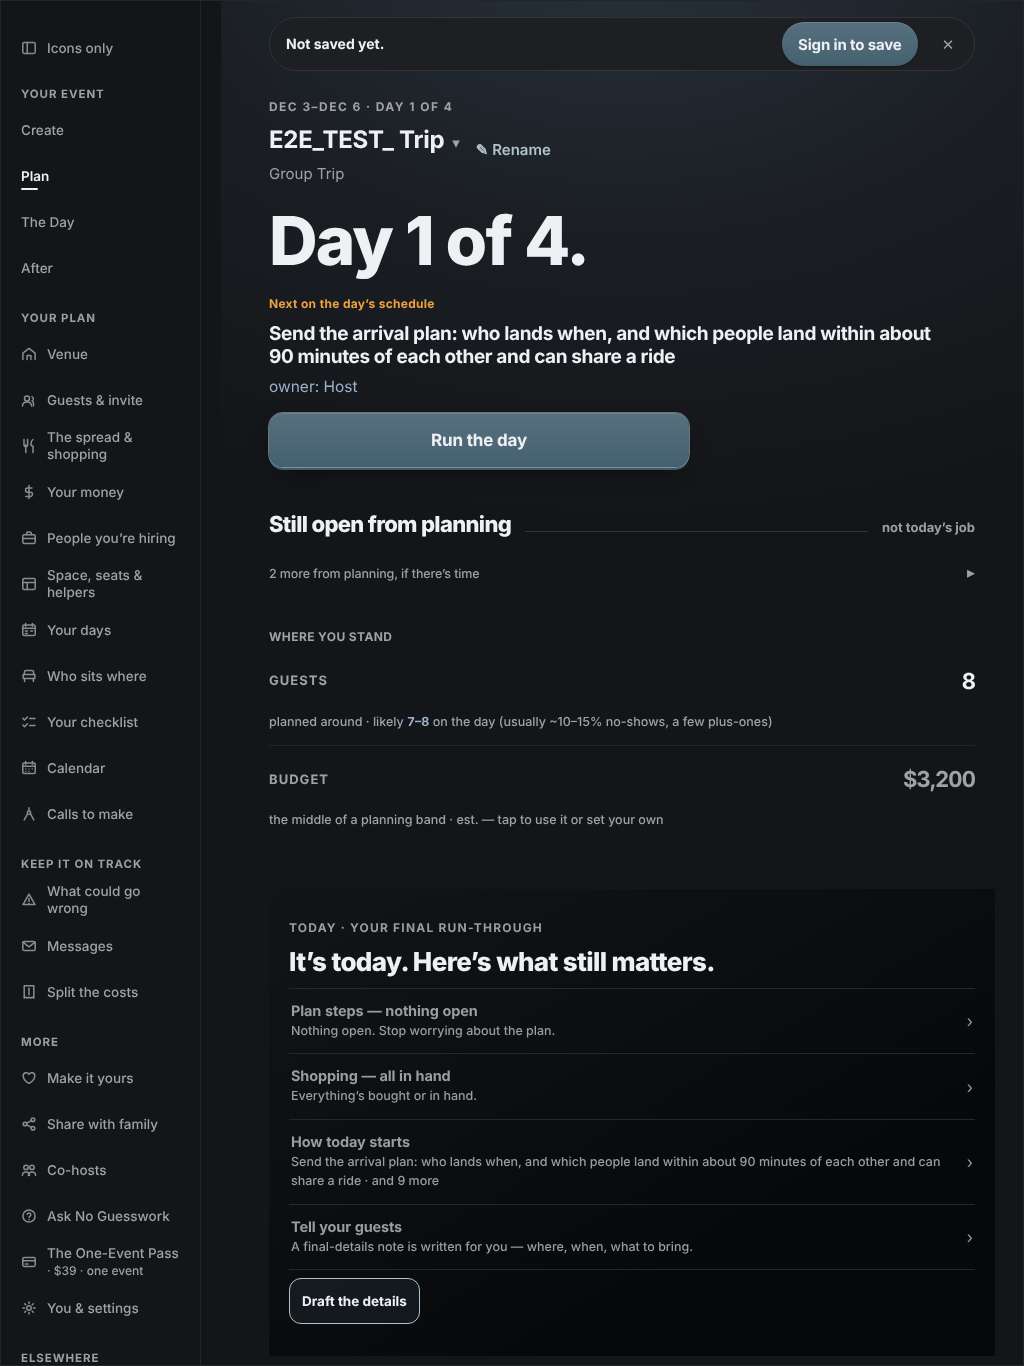 Icons only
YOUR EVENT
Create
Plan
The Day
After
YOUR PLAN
Venue
Guests & invite
The spread &
shopping
Your money
People you’re hiring
Space, seats &
helpers
Your days
Who sits where
Your checklist
Calendar
Calls to make
KEEP IT ON TRACK
What could go
wrong
Messages
Split the costs
MORE
Make it yours
Share with family
Co-hosts
Ask No Guesswork
The One-Event Pass
· $39 · one event
You & settings
ELSEWHERE
Not saved yet.
Sign in to save
×
DEC 3–DEC 6 · DAY 1 OF 4
E2E_TEST_ Trip ▾
✎ Rename
Group Trip
Day 1 of 4.
Next on the day’s schedule
Send the arrival plan: who lands when, and which people land within about
90 minutes of each other and can share a ride
owner: Host
Run the day
Still open from planning
not today’s job
2 more from planning, if there’s time
▸
WHERE YOU STAND
GUESTS
8
planned around · likely 7–8 on the day (usually ~10–15% no-shows, a few plus-ones)
BUDGET
$3,200
the middle of a planning band · est. — tap to use it or set your own
TODAY · YOUR FINAL RUN-THROUGH
It’s today. Here’s what still matters.
Plan steps — nothing open
Nothing open. Stop worrying about the plan.
›
Shopping — all in hand
Everything’s bought or in hand.
›
How today starts
Send the arrival plan: who lands when, and which people land within about 90 minutes of each other and can
share a ride · and 9 more
›
Tell your guests
A final-details note is written for you — where, when, what to bring.
›
Draft the details